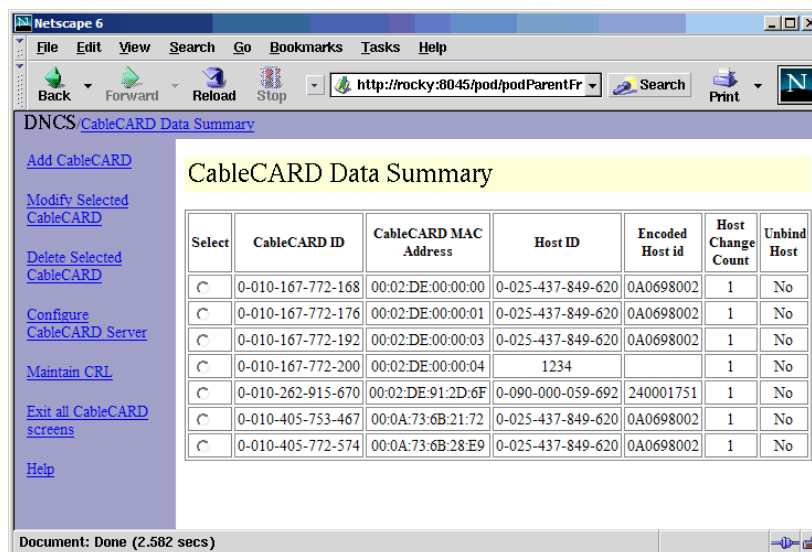 Netscape 6
File Edit View Search Go Bookmarks Tasks Help
Back Forward Reload Stop http://rocky:8045/pod/podParentFr Search Print N
DNCS/CableCARD Data Summary
Add CableCARD
Modify Selected
CableCARD
Delete Selected
CableCARD
Configure
CableCARD Server
Maintain CRL
Exit all CableCARD
screens
Help
CableCARD Data Summary
Select CableCARD ID CableCARD MAC Address Host ID Encoded Host id Host Change Count Unbind Host
0-010-167-772-168 00:02:DE:00:00:00 0-025-437-849-620 0A0698002 1 No
0-010-167-772-176 00:02:DE:00:00:01 0-025-437-849-620 0A0698002 1 No
0-010-167-772-192 00:02:DE:00:00:03 0-025-437-849-620 0A0698002 1 No
0-010-167-772-200 00:02:DE:00:00:04 1234 1 No
0-010-262-915-670 00:02:DE:91:2D:6F 0-090-000-059-692 240001751 1 No
0-010-405-753-467 00:0A:73:6B:21:72 0-025-437-849-620 0A0698002 1 No
0-010-405-772-574 00:0A:73:6B:28:E9 0-025-437-849-620 0A0698002 1 No
Document: Done (2.582 secs)